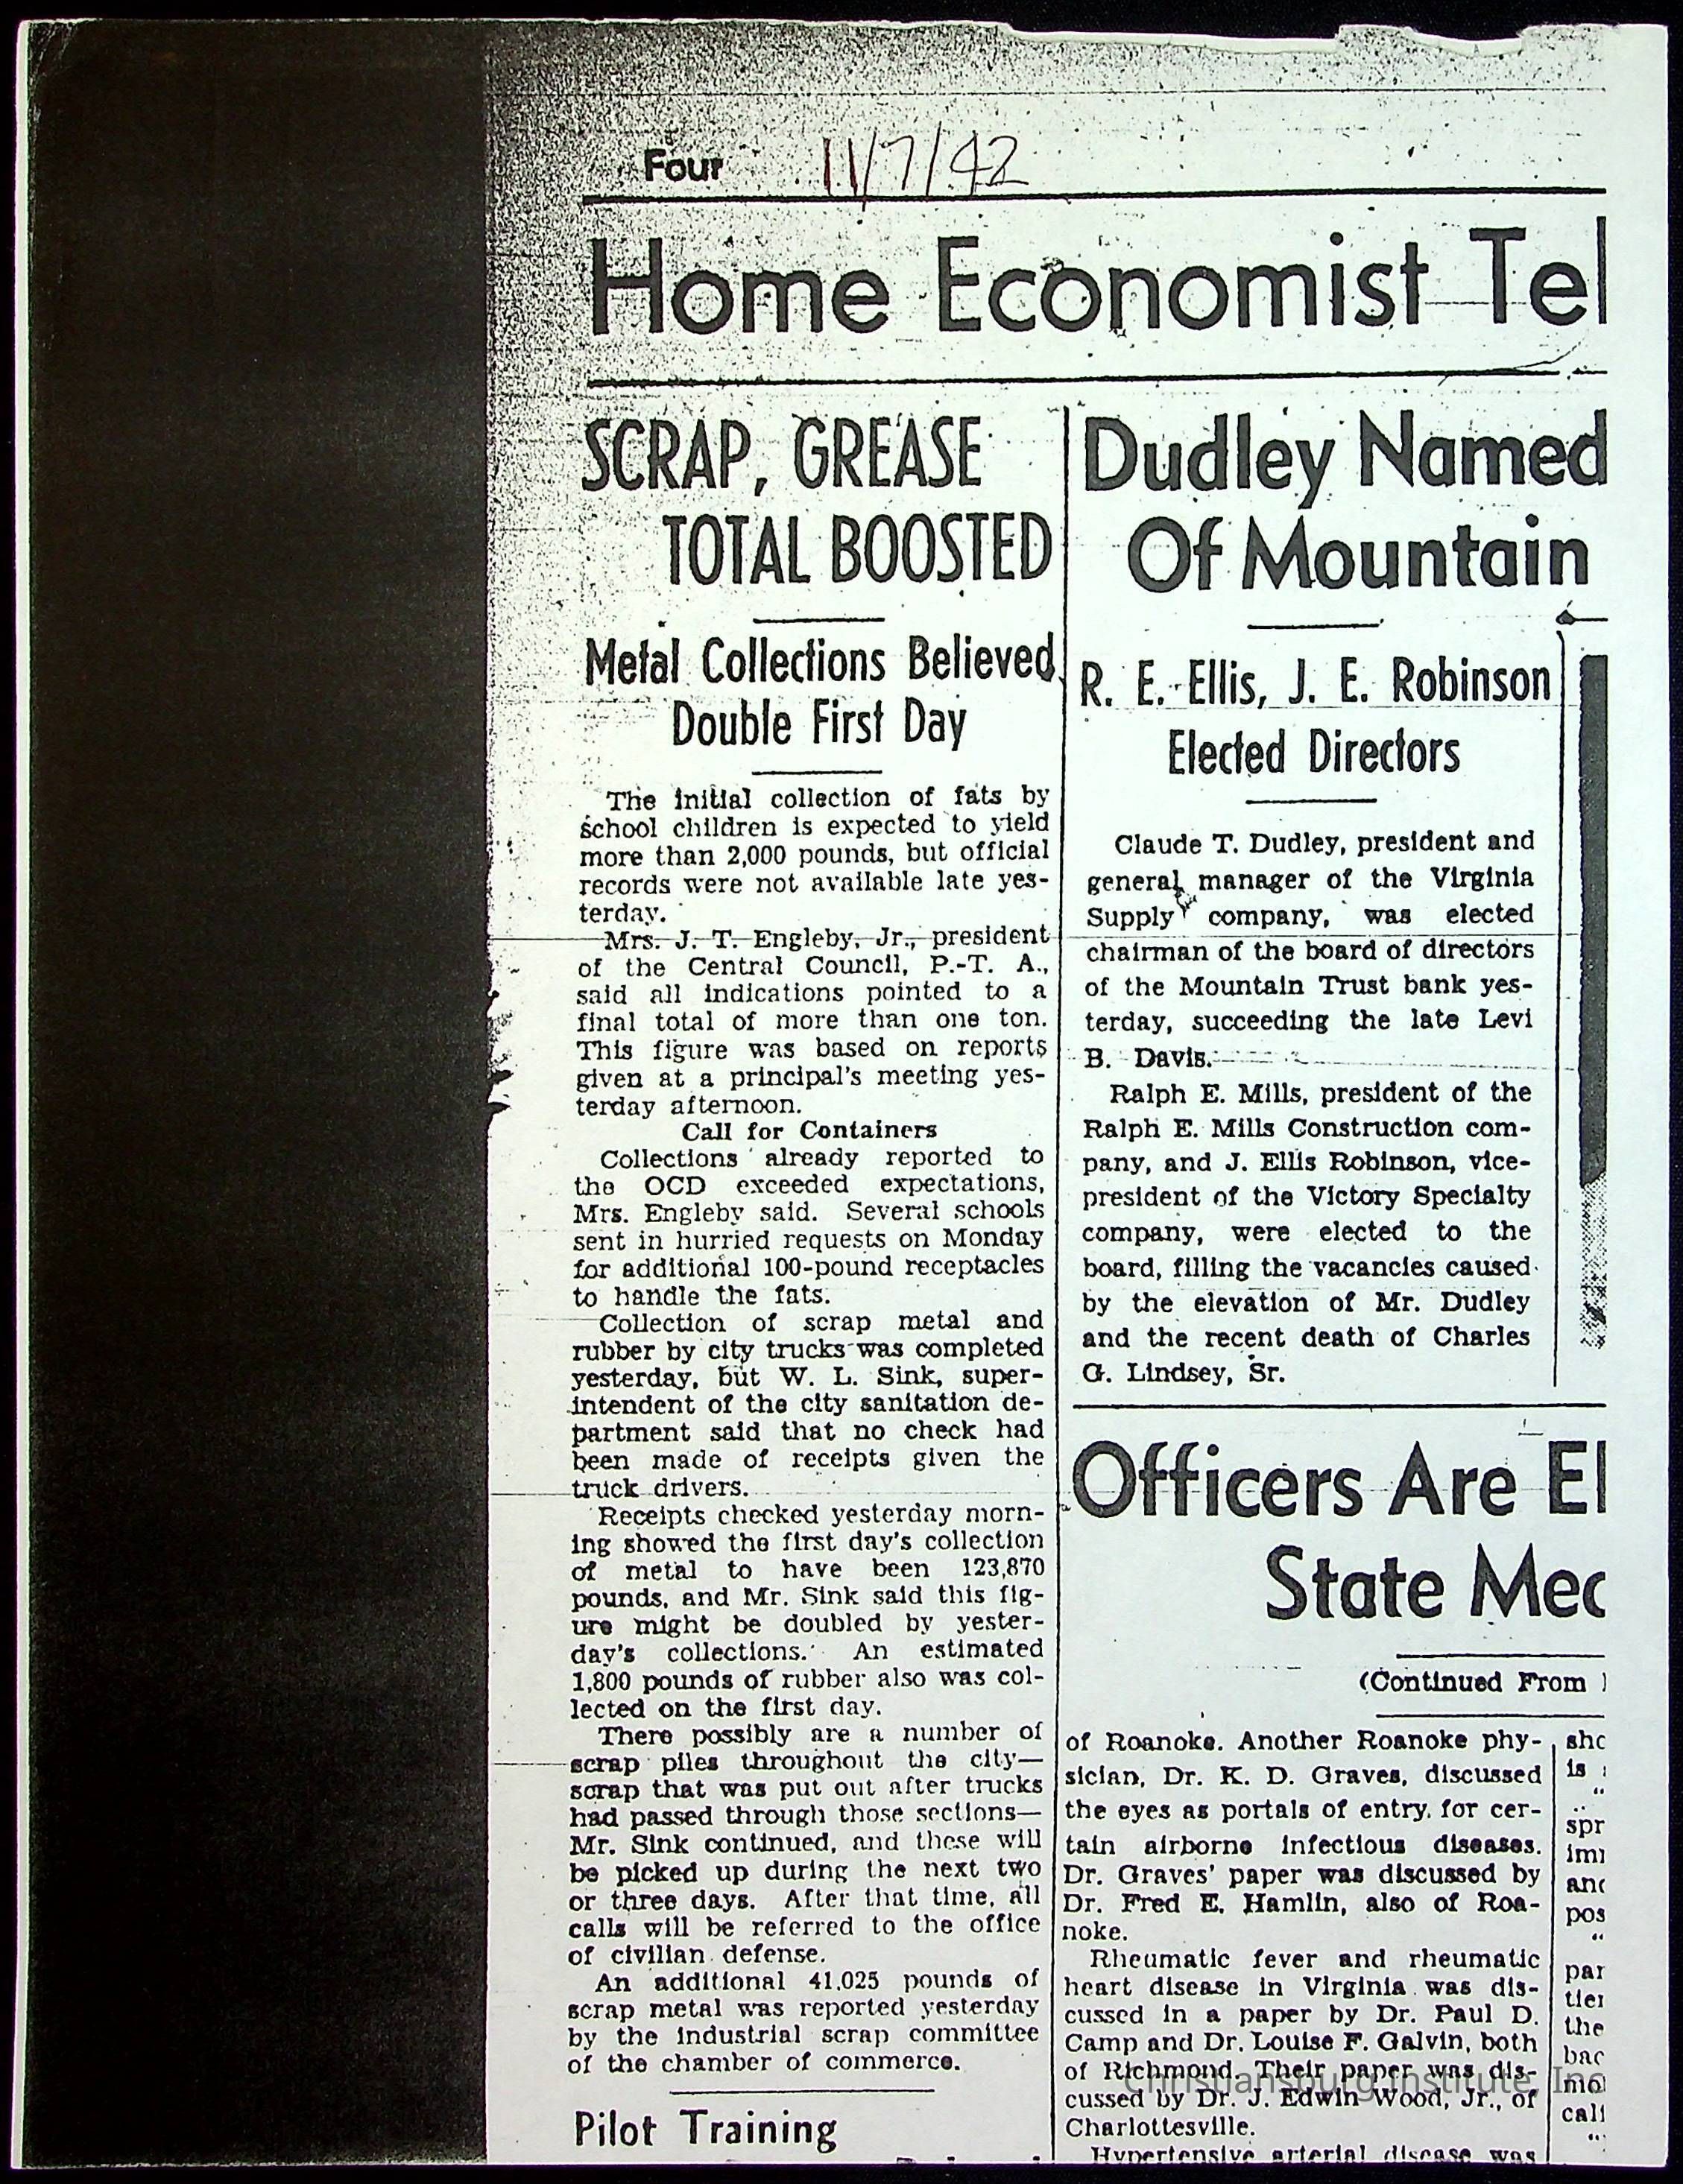 Four 11/7/42
Home Economist Tel
SCRAP, GREASE
TOTAL BOOSTED
Metal Collections Believed
Double First Day
The initial collection of fats by
school children is expected to yield
more than 2,000 pounds, but official
records were not available late yes-
terday.
Mrs. J. T. Engleby, Jr., president
of the Central Council, P.-T. A.,
said all indications pointed to a
final total of more than one ton.
This figure was based on reports
given at a principal's meeting yes-
terday afternoon.
Call for Containers
Collections already reported to
the OCD exceeded expectations,
Mrs. Engleby said. Several schools
sent in hurried requests on Monday
for additional 100-pound receptacles
to handle the fats.
Collection of scrap metal and
rubber by city trucks was completed
yesterday, but W. L. Sink, super-
intendent of the city sanitation de-
partment said that no check had
been made of receipts given the
truck drivers.
Receipts checked yesterday morn-
ing showed the first day's collection
of metal to have been 123,870
pounds, and Mr. Sink said this fig-
ure might be doubled by yester-
day's collections. An estimated
1,800 pounds of rubber also was col-
lected on the first day.
There possibly are a number of
scrap piles throughout the city—
scrap that was put out after trucks
had passed through those sections—
Mr. Sink continued, and these will
be picked up during the next two
or three days. After that time, all
calls will be referred to the office
of civilian defense.
An additional 41,025 pounds of
scrap metal was reported yesterday
by the industrial scrap committee
of the chamber of commerce.
Pilot Training
Dudley Named
Of Mountain
R. E. Ellis, J. E. Robinson
Elected Directors
Claude T. Dudley, president and
general manager of the Virginia
Supply company, was elected
chairman of the board of directors
of the Mountain Trust bank yes-
terday, succeeding the late Levi
B. Davis.
Ralph E. Mills, president of the
Ralph E. Mills Construction com-
pany, and J. Ellis Robinson, vice-
president of the Victory Specialty
company, were elected to the
board, filling the vacancies caused
by the elevation of Mr. Dudley
and the recent death of Charles
G. Lindsey, Sr.
Officers Are El
State Med
(Continued From
of Roanoke. Another Roanoke phy-
sician, Dr. K. D. Graves, discussed
the eyes as portals of entry for cer-
tain airborne infectious diseases.
Dr. Graves' paper was discussed by
Dr. Fred E. Hamlin, also of Roa-
noke.
Rheumatic fever and rheumatic
heart disease in Virginia was dis-
cussed in a paper by Dr. Paul D.
Camp and Dr. Louise F. Galvin, both
of Richmond. Their paper was dis-
cussed by Dr. J. Edwin Wood, Jr., of
Charlottesville.
Hypertensive arterial disease was
is
spr
pos
par
the
Christiansburg Institute, Inc